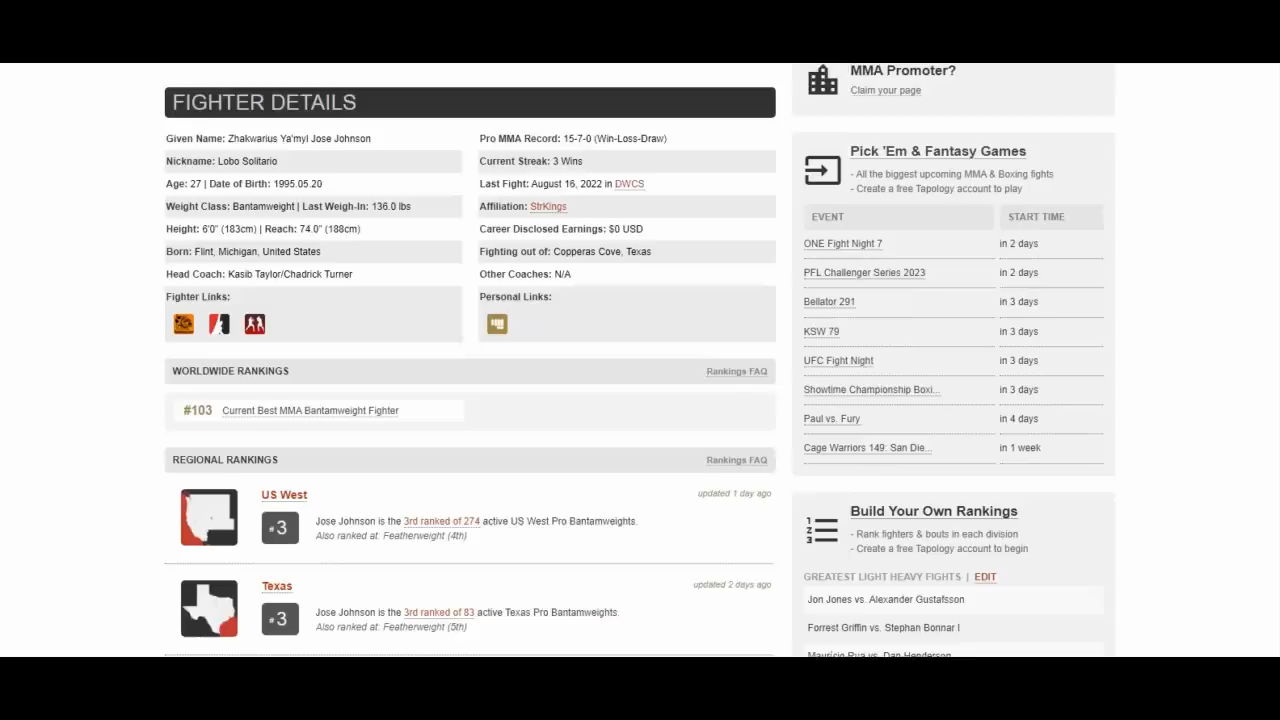 FIGHTER DETAILS
Given Name: Zhakwarius Ya'myl Jose Johnson
Pro MMA Record: 15-7-0 (Win-Loss-Draw)
Nickname: Lobo Solitario
Current Streak: 3 Wins
Age: 27 | Date of Birth: 1995.05.20
Last Fight: August 16, 2022 in DWCS
Weight Class: Bantamweight | Last Weigh-In: 136.0 lbs
Affiliation: StrKings
Height: 6'0" (183cm) | Reach: 74.0" (188cm)
Career Disclosed Earnings: $0 USD
Born: Flint, Michigan, United States
Fighting out of: Copperas Cove, Texas
Head Coach: Kasib Taylor/Chadrick Turner
Other Coaches: N/A
Fighter Links:
Personal Links:
WORLDWIDE RANKINGS
Rankings FAQ
#103 Current Best MMA Bantamweight Fighter
REGIONAL RANKINGS
Rankings FAQ
US West
updated 1 day ago
#3
Jose Johnson is the 3rd ranked of 274 active US West Pro Bantamweights.
Also ranked at: Featherweight (4th)
Texas
updated 2 days ago
#3
Jose Johnson is the 3rd ranked of 83 active Texas Pro Bantamweights.
Also ranked at: Featherweight (5th)
MMA Promoter?
Claim your page
Pick 'Em & Fantasy Games
- All the biggest upcoming MMA & Boxing fights
- Create a free Tapology account to play
EVENT START TIME
ONE Fight Night 7 in 2 days
PFL Challenger Series 2023 in 2 days
Bellator 291 in 3 days
KSW 79 in 3 days
UFC Fight Night in 3 days
Showtime Championship Boxi... in 3 days
Paul vs. Fury in 4 days
Cage Warriors 149: San Die... in 1 week
1
2
3
Build Your Own Rankings
- Rank fighters & bouts in each division
- Create a free Tapology account to begin
GREATEST LIGHT HEAVY FIGHTS | EDIT
Jon Jones vs. Alexander Gustafsson
Forrest Griffin vs. Stephan Bonnar I
Maurício Rua vs. Dan Henderson